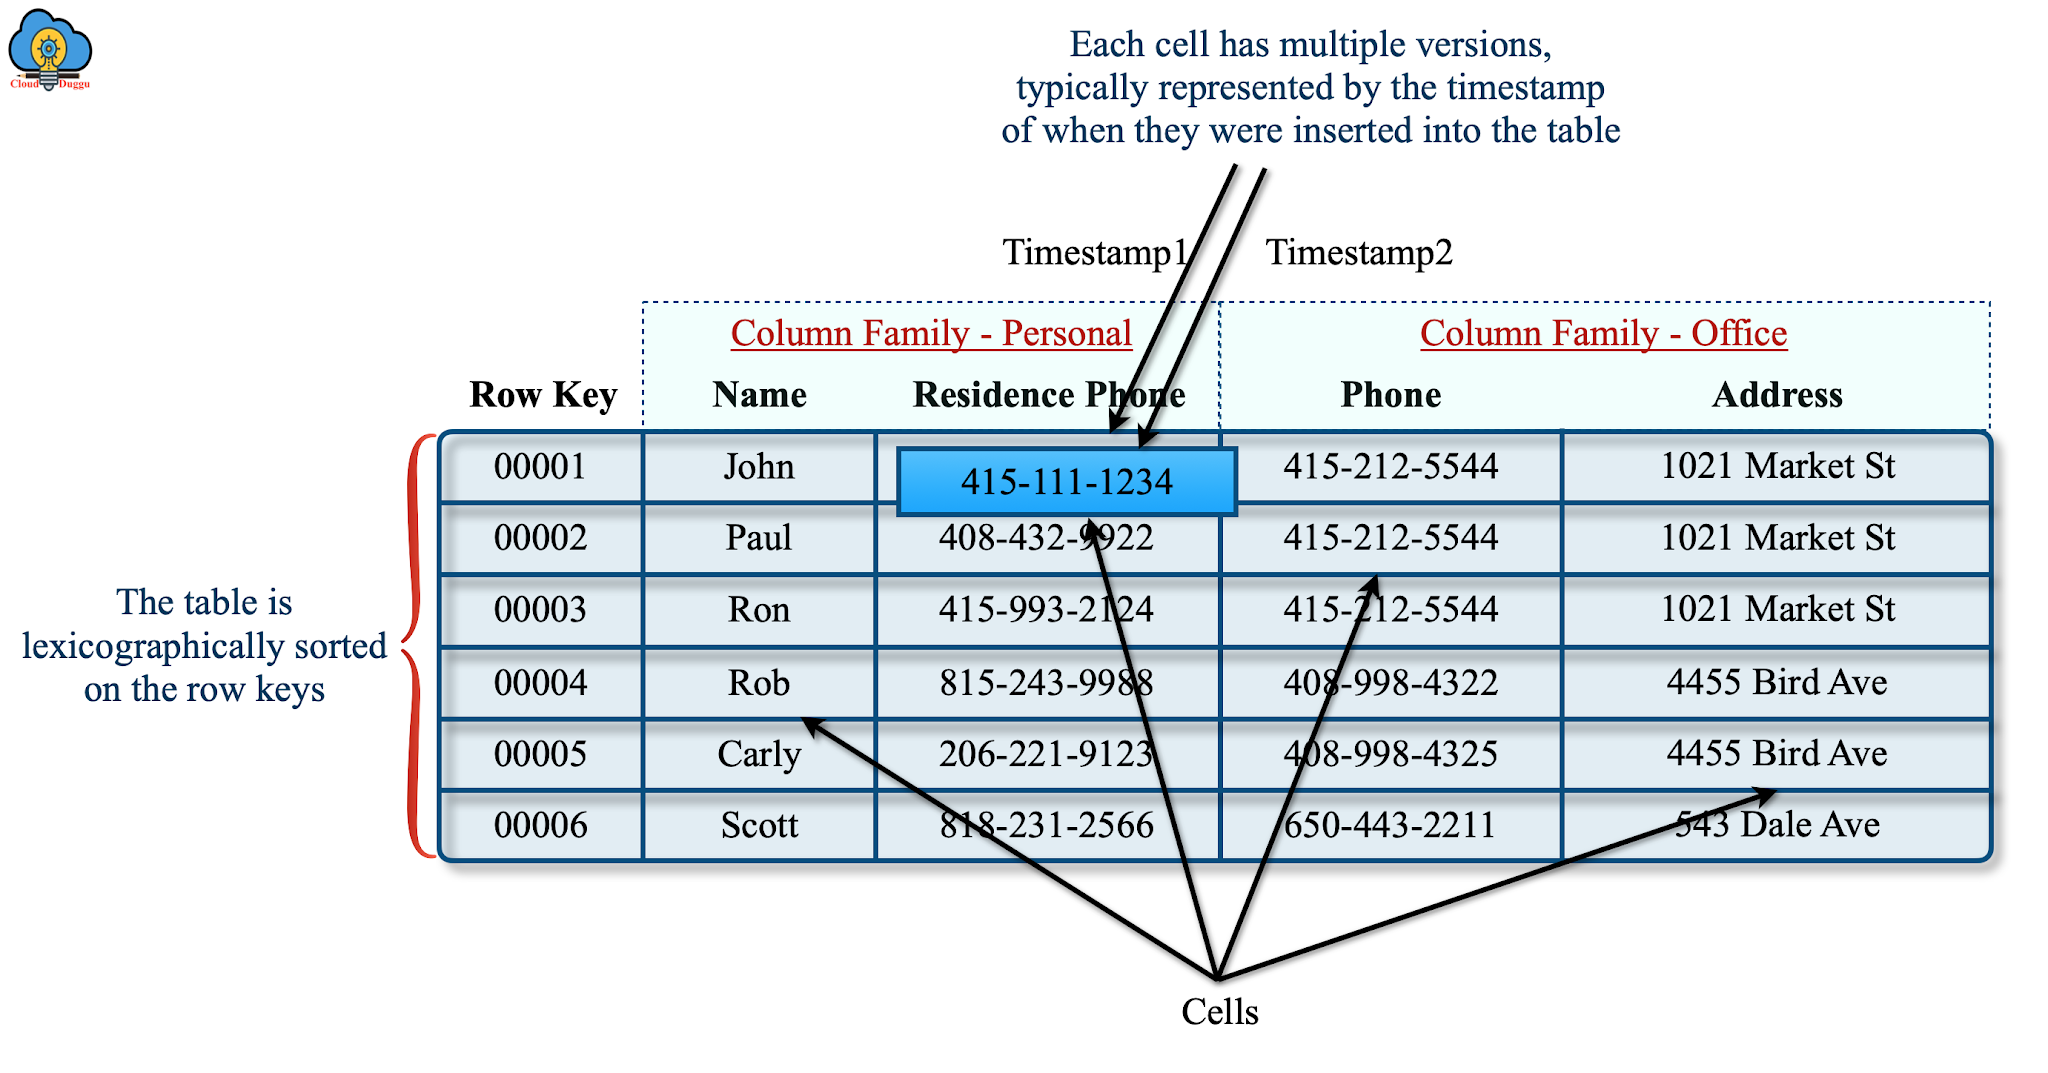 Cloud Duggu
Each cell has multiple versions,
typically represented by the timestamp
of when they were inserted into the table
Timestamp1 Timestamp2
Column Family - Personal Column Family - Office
Row Key Name Residence Phone Phone Address
00001 John 415-111-1234 415-212-5544 1021 Market St
00002 Paul 408-432-9922 415-212-5544 1021 Market St
00003 Ron 415-993-2124 415-212-5544 1021 Market St
00004 Rob 815-243-9988 408-998-4322 4455 Bird Ave
00005 Carly 206-221-9123 408-998-4325 4455 Bird Ave
00006 Scott 818-231-2566 650-443-2211 543 Dale Ave
The table is
lexicographically sorted
on the row keys
Cells